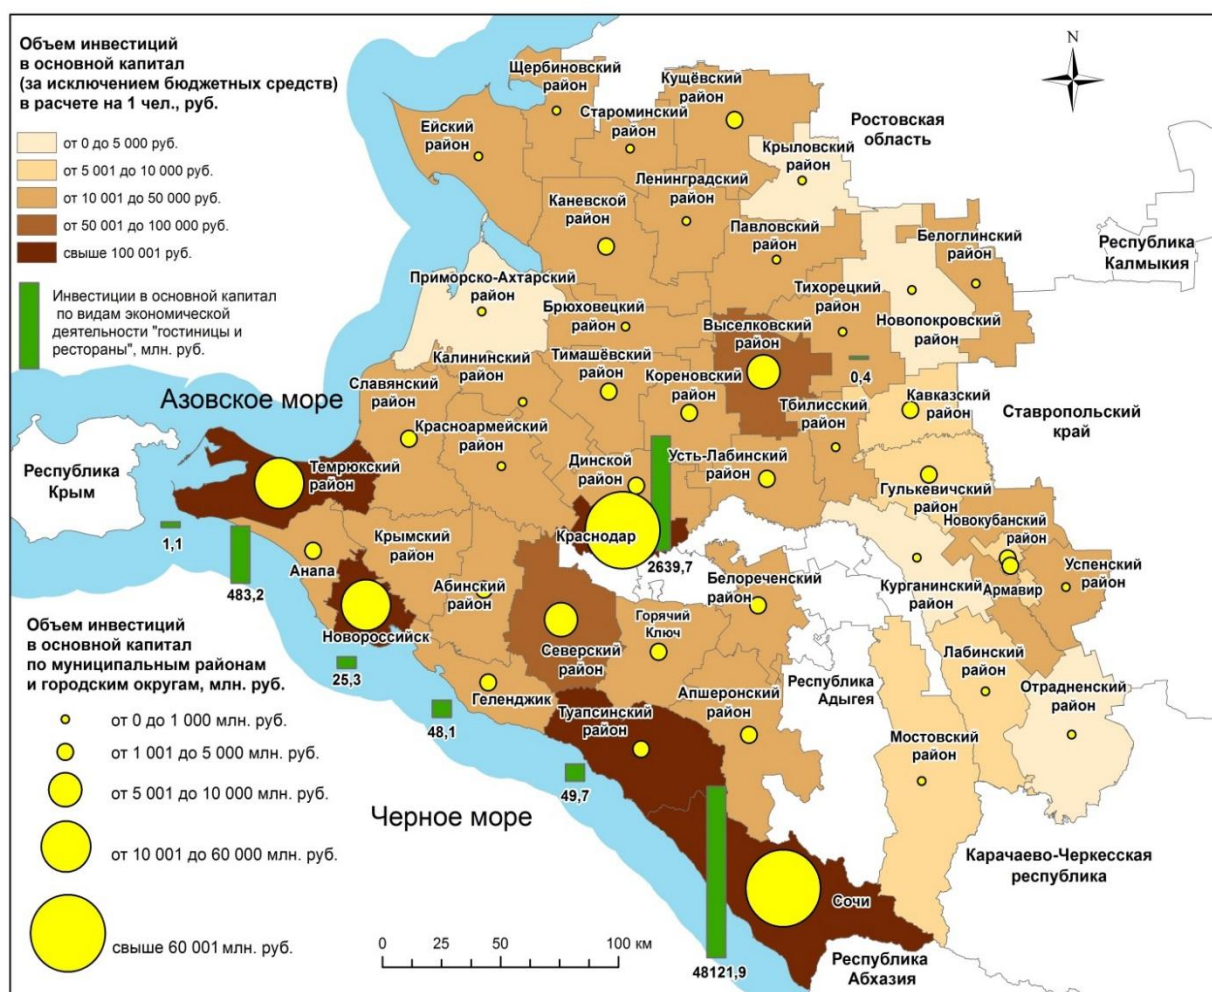 Объем инвестиций
в основной капитал
(за исключением бюджетных средств)
в расчете на 1 чел., руб.
от 0 до 5 000 руб.
от 5 001 до 10 000 руб.
от 10 001 до 50 000 руб.
от 50 001 до 100 000 руб.
свыше 100 001 руб.
Инвестиции в основной капитал
по видам экономической
деятельности "гостиницы и
рестораны", млн. руб.
N
Щербиновский
район
Кущёвский
район
Староминский
район
Ейский
район
Ростовская
область
Крыловский
район
Ленинградский
район
Каневской
район
Павловский
район
Белоглинский
район
Республика
Калмыкия
Приморско-Ахтарский
район
Тихорецкий
район
Брюховецкий
район
Выселковский
район
Новопокровский
район
Калининский
район
Тимашёвский
район
Кореновский
район
0,4
Славянский
район
Кавказский
район
Тбилисский
район
Ставропольский
край
Азовское море
Красноармейский
район
Динской
район
Усть-Лабинский
район
Республика
Крым
Темрюкский
район
Гулькевичский
район
Новокубанский
район
Краснодар
1,1
Крымский
район
2639,7
Анапа
483,2
Абинский
район
Белореченский
район
Курганинский
район
Армавир
Успенский
район
Новороссийск
Северский
район
Горячий
Ключ
Лабинский
район
25,3
Геленджик
Республика
Адыгея
Отрадненский
район
48,1
Туапсинский
район
Апшеронский
район
Мостовский
район
49,7
Черное море
Карачаево-Черкесская
республика
Сочи
48121,9
Республика
Абхазия
Объем инвестиций
в основной капитал
по муниципальным районам
и городским округам, млн. руб.
от 0 до 1 000 млн. руб.
от 1 001 до 5 000 млн. руб.
от 5 001 до 10 000 млн. руб.
от 10 001 до 60 000 млн. руб.
свыше 60 001 млн. руб.
0 25 50 100 км